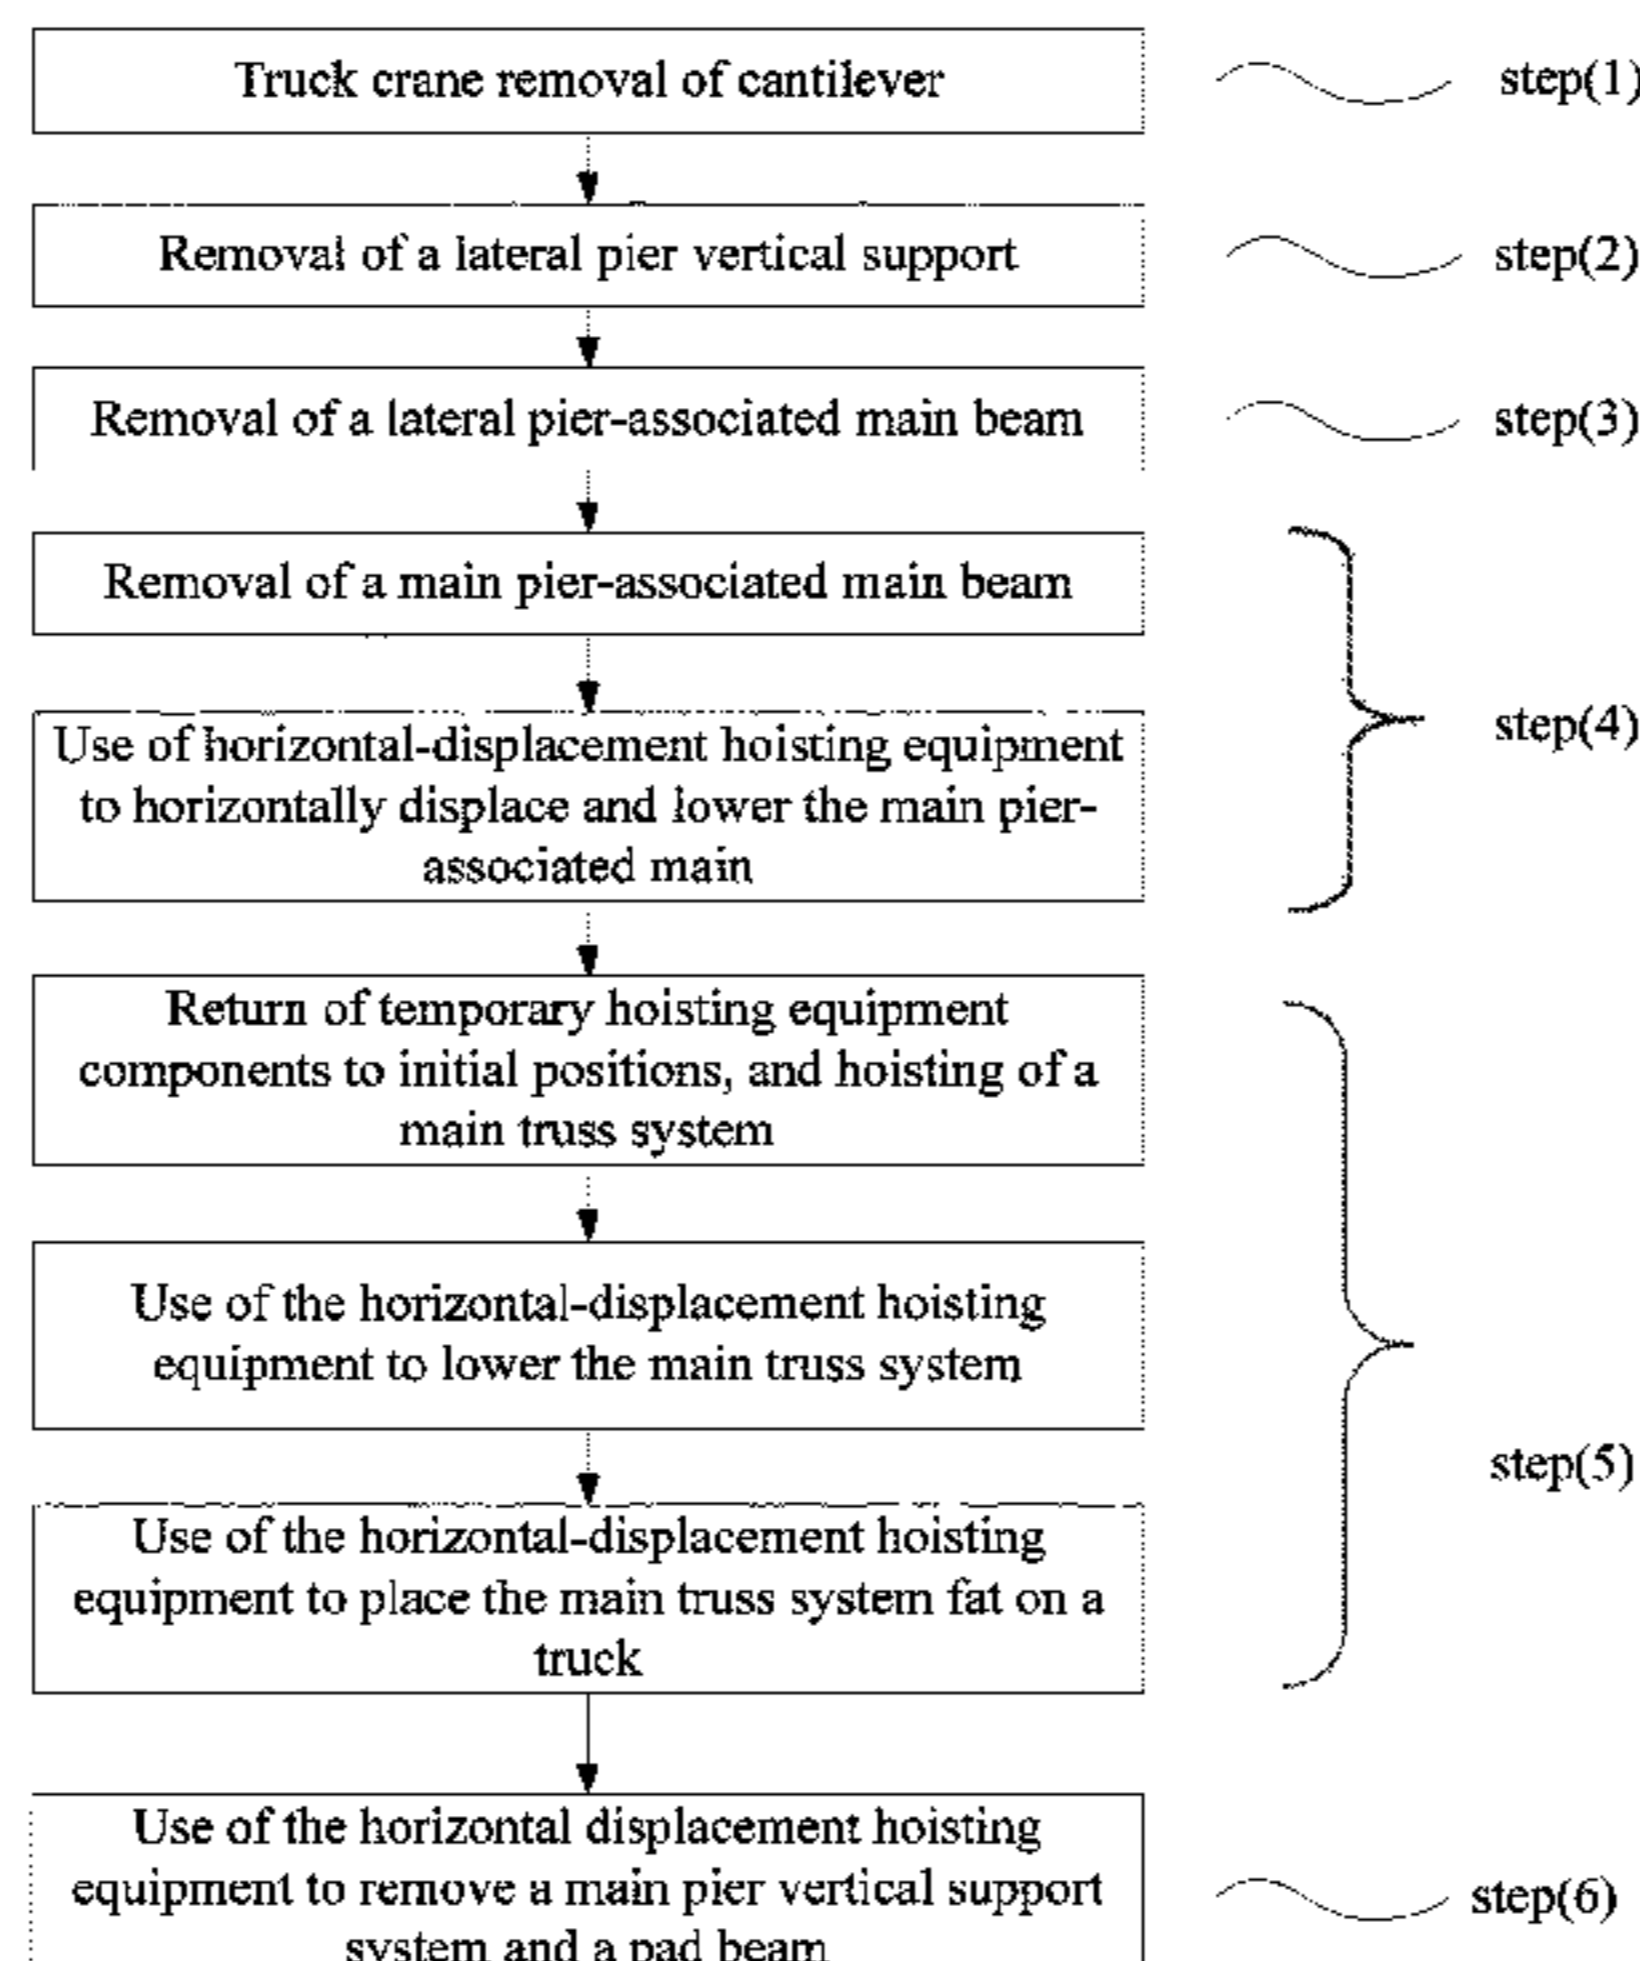 Truck crane removal of cantilever
step(1)
Removal of a lateral pier vertical support
step(2)
Removal of a lateral pier-associated main beam
step(3)
Removal of a main pier-associated main beam
Use of horizontal-displacement hoisting equipment
to horizontally displace and lower the main pier-
associated main
step(4)
Return of temporary hoisting equipment
components to initial positions, and hoisting of a
main truss system
Use of the horizontal-displacement hoisting
equipment to lower the main truss system
Use of the horizontal-displacement hoisting
equipment to place the main truss system fat on a
truck
step(5)
Use of the horizontal displacement hoisting
equipment to remove a main pier vertical support
system and a pad beam
step(6)